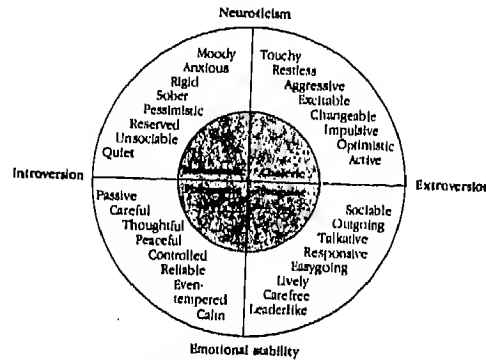 Neuroticism
Moody
Anxious
Rigid
Sober
Pessimistic
Reserved
Unsociable
Quiet
Touchy
Restless
Aggressive
Excitable
Changeable
Impulsive
Optimistic
Active
Choleric
Introversion
Extroversion
Passive
Careful
Thoughtful
Peaceful
Controlled
Reliable
Even-
tempered
Calm
Sociable
Outgoing
Talkative
Responsive
Easygoing
Lively
Carefree
Leaderlike
Emotional stability